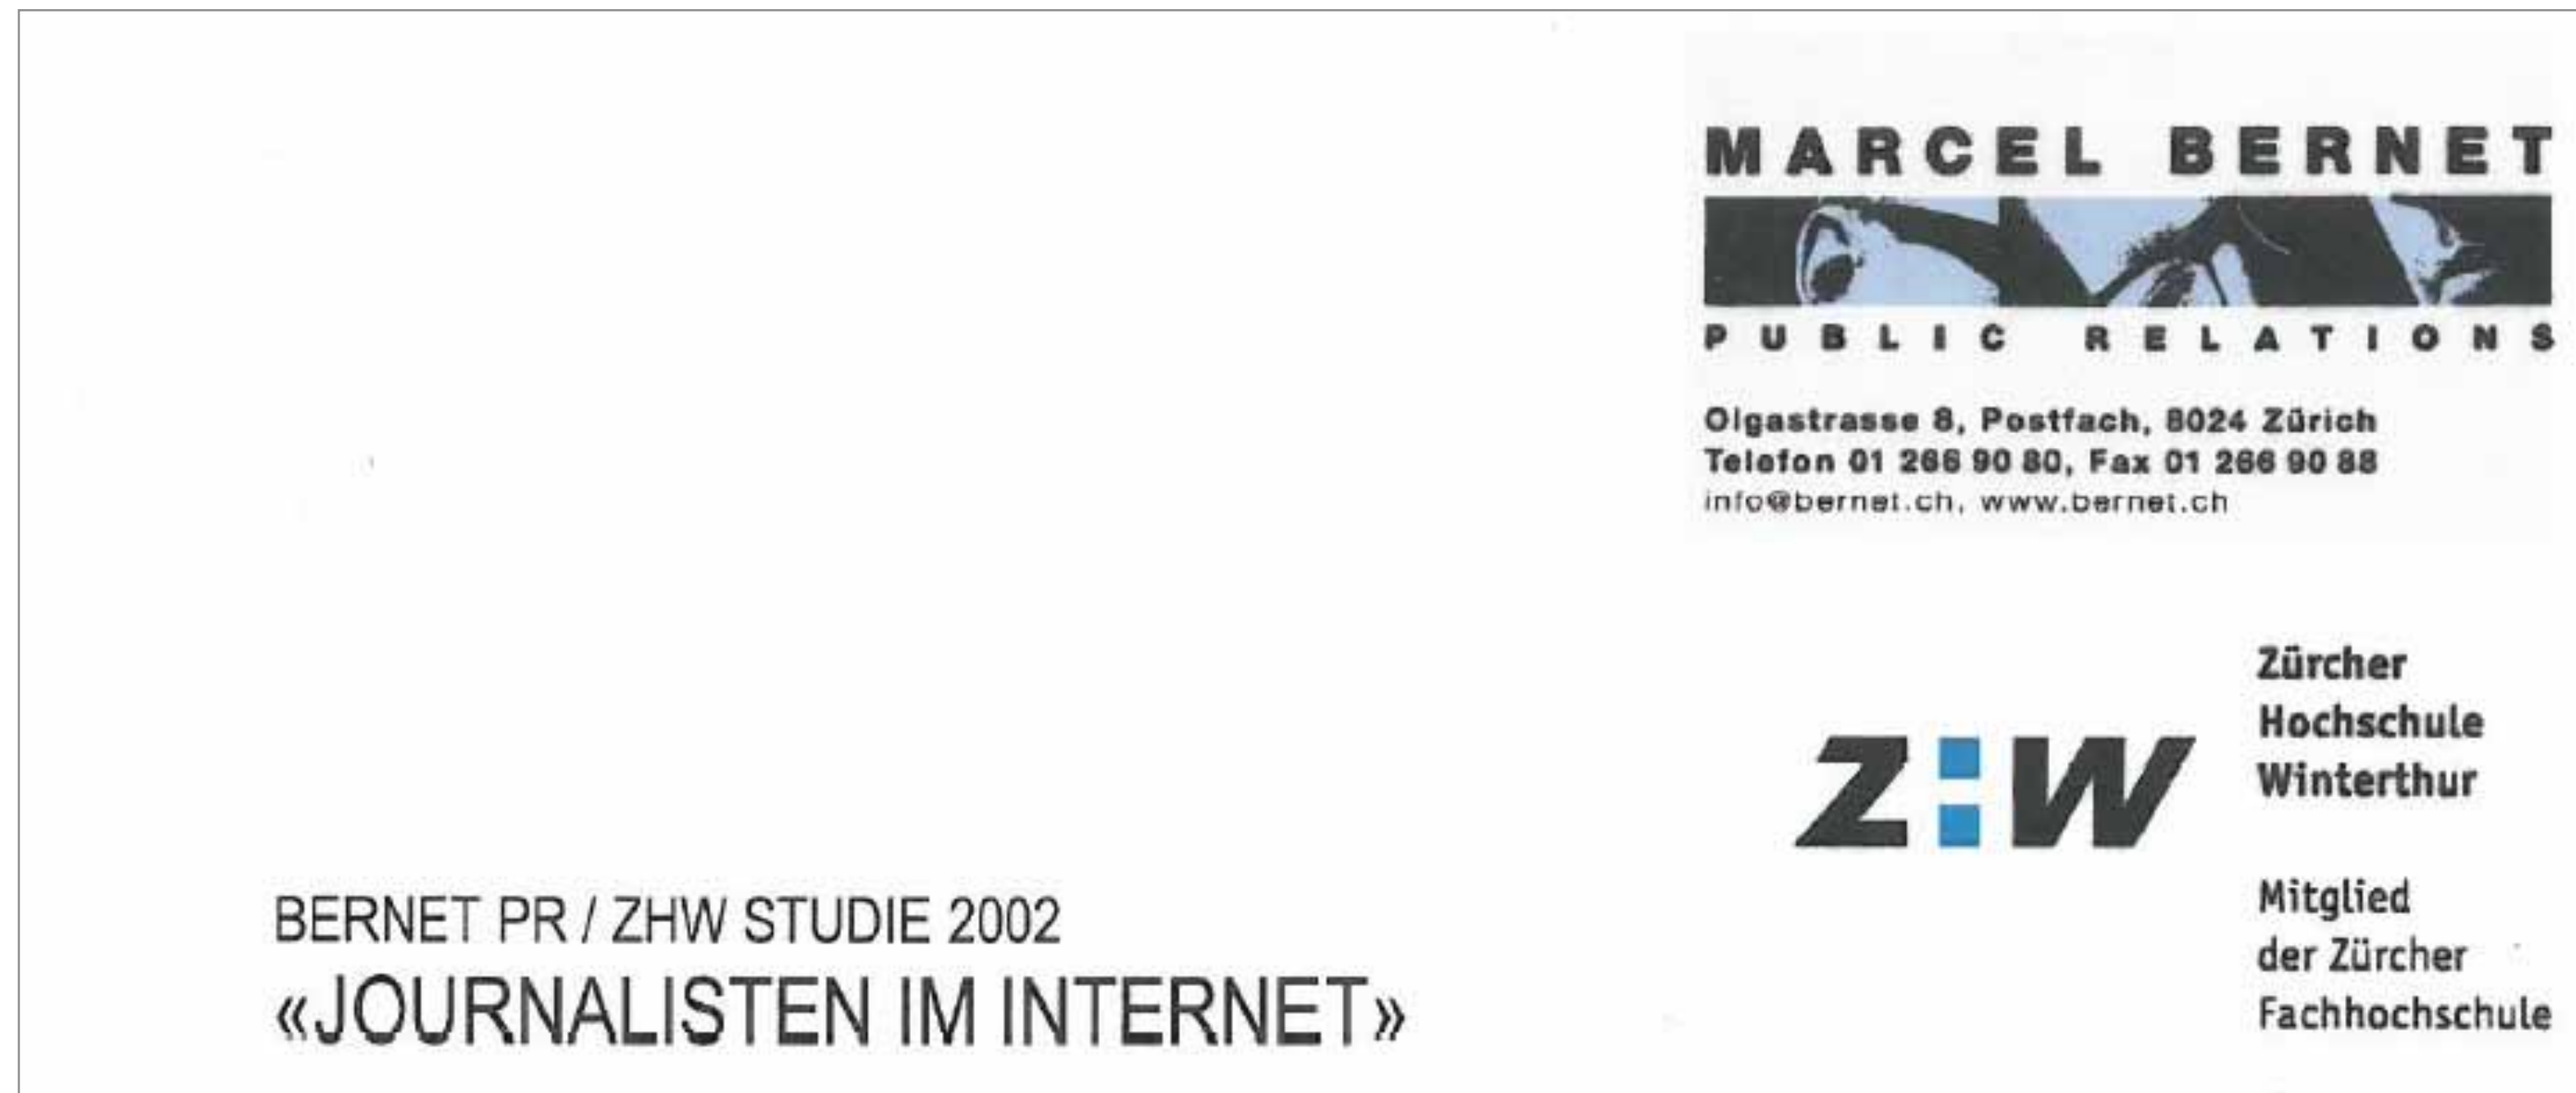 MARCEL BERNET
PUBLIC RELATIONS
Olgastrasse 8, Postfach, 8024 Zürich
Telefon 01 266 90 80, Fax 01 266 90 88
info@bernet.ch, www.bernet.ch
Z:W
Zürcher
Hochschule
Winterthur
Mitglied
der Zürcher
Fachhochschule
BERNET PR / ZHW STUDIE 2002
«JOURNALISTEN IM INTERNET»